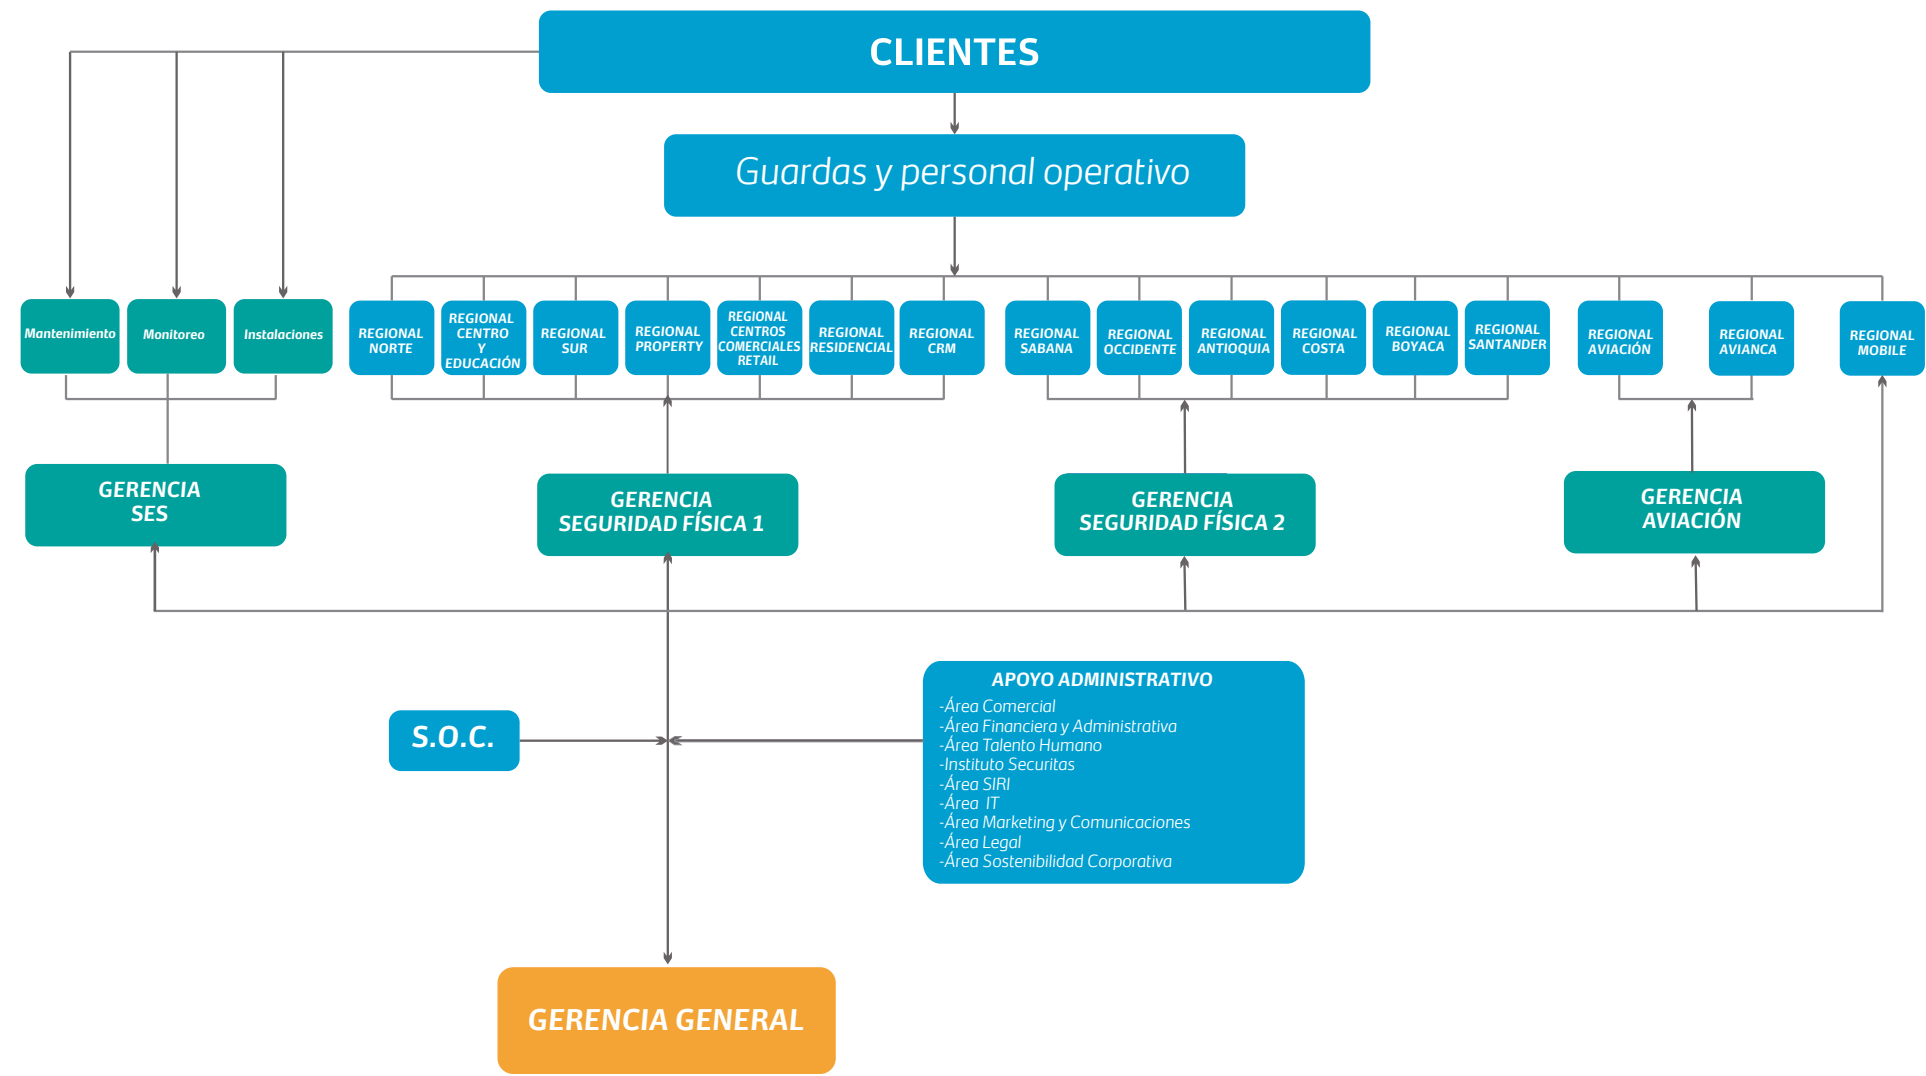 CLIENTES
Guardas y personal operativo
Mantenimiento
Monitoreo
Instalaciones
REGIONAL
NORTE
REGIONAL
CENTRO
Y
EDUCACIÓN
REGIONAL
SUR
REGIONAL
PROPERTY
REGIONAL
CENTROS
COMERCIALES
RETAIL
REGIONAL
RESIDENCIAL
REGIONAL
CRM
REGIONAL
SABANA
REGIONAL
OCCIDENTE
REGIONAL
ANTIOQUIA
REGIONAL
COSTA
REGIONAL
BOYACA
REGIONAL
SANTANDER
REGIONAL
AVIACIÓN
REGIONAL
AVIANCA
REGIONAL
MOBILE
GERENCIA
SES
GERENCIA
SEGURIDAD FÍSICA 1
GERENCIA
SEGURIDAD FÍSICA 2
GERENCIA
AVIACIÓN
S.O.C.
APOYO ADMINISTRATIVO
-Área Comercial
-Área Financiera y Administrativa
-Área Talento Humano
-Instituto Securitas
-Área SIRI
-Área  IT
-Área Marketing y Comunicaciones
-Área Legal
-Área Sostenibilidad Corporativa
GERENCIA GENERAL